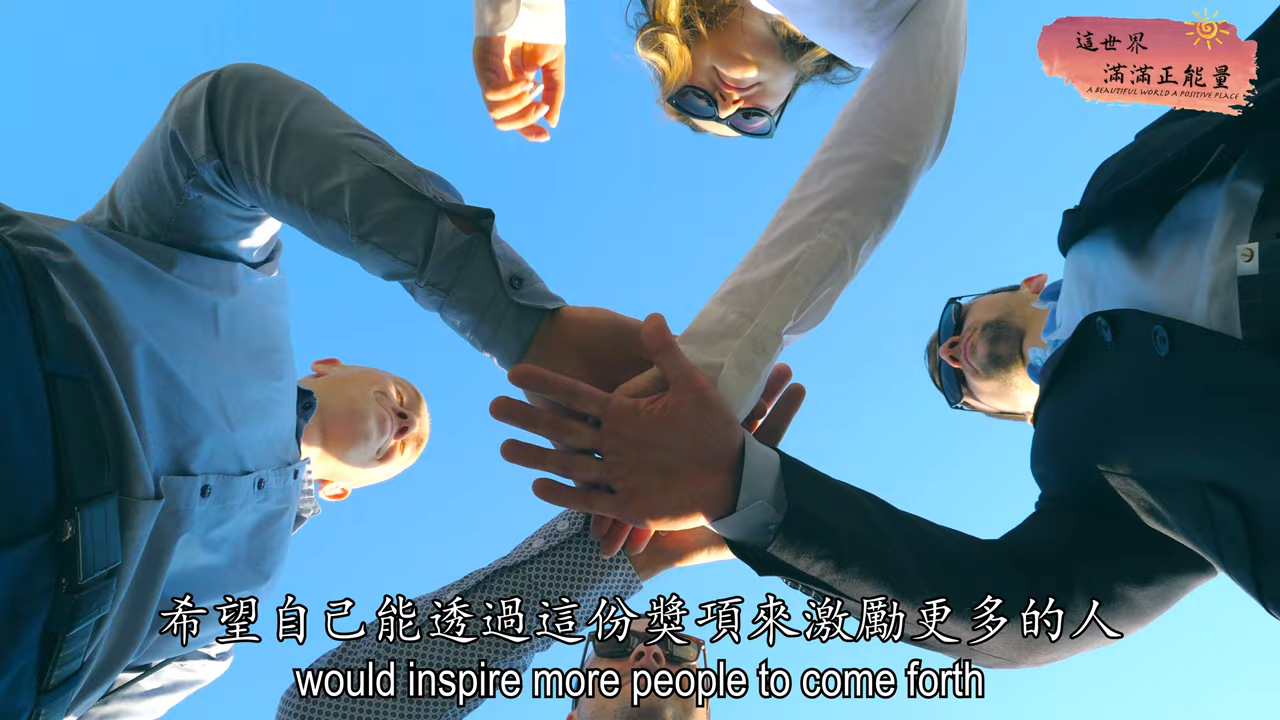 這世界
滿滿正能量
A BEAUTIFUL WORLD A POSITIVE PLACE
希望自己能透過這份獎項來激勵更多的人
would inspire more people to come forth